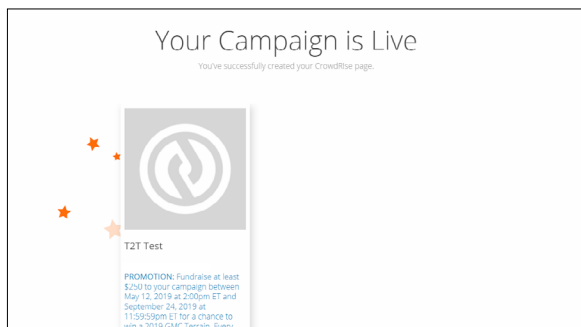 Your Campaign is Live
You've successfully created your CrowdRise page.
T2T Test
PROMOTION: Fundraise at least
$250 to your campaign between
May 12, 2019 at 2:00pm ET and
September 24, 2019 at
11:59:59pm ET for a chance to
win a 2019 GMC Terrain. Every